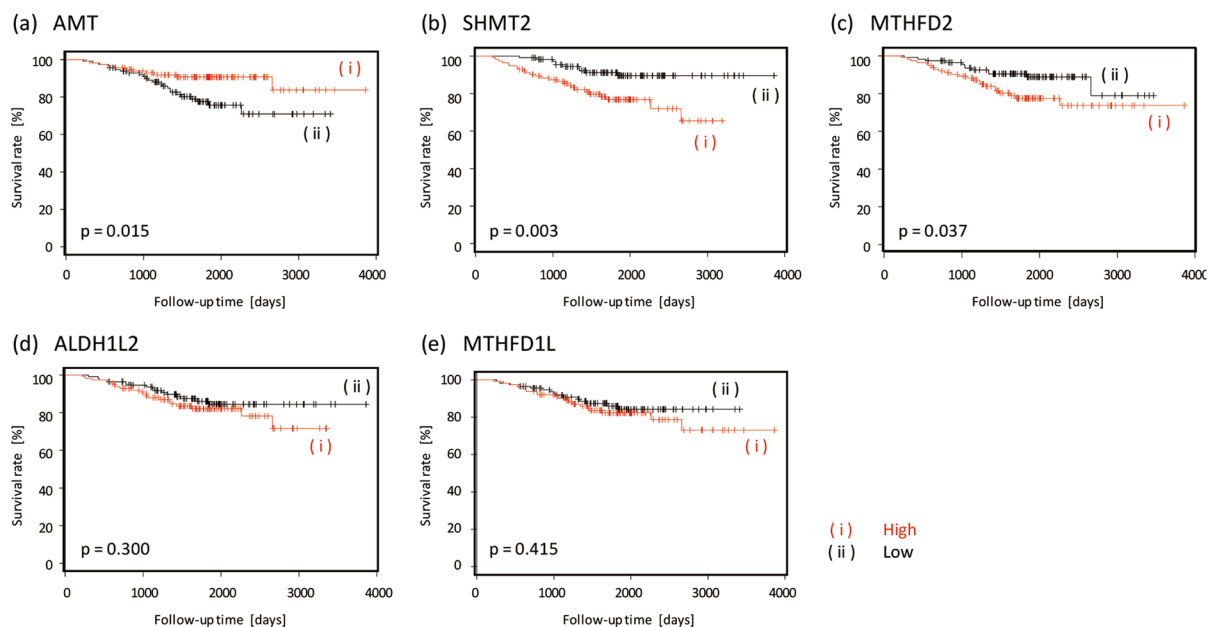 (a) AMT
Survival rate [%]
100
80
60
40
20
0
( i )
( ii )
p = 0.015
0 1000 2000 3000 4000
Follow-up time [days]
(b) SHMT2
Survival rate [%]
100
80
60
40
20
0
( ii )
( i )
p = 0.003
0 1000 2000 3000 4000
Follow-up time [days]
(c) MTHFD2
Survival rate [%]
100
80
60
40
20
0
( ii )
( i )
p = 0.037
0 1000 2000 3000 4000
Follow-up time [days]
(d) ALDH1L2
Survival rate [%]
100
80
60
40
20
0
( ii )
( i )
p = 0.300
0 1000 2000 3000 4000
Follow-up time [days]
(e) MTHFD1L
Survival rate [%]
100
80
60
40
20
0
( ii )
( i )
p = 0.415
0 1000 2000 3000 4000
Follow-up time [days]
( i ) High
( ii ) Low